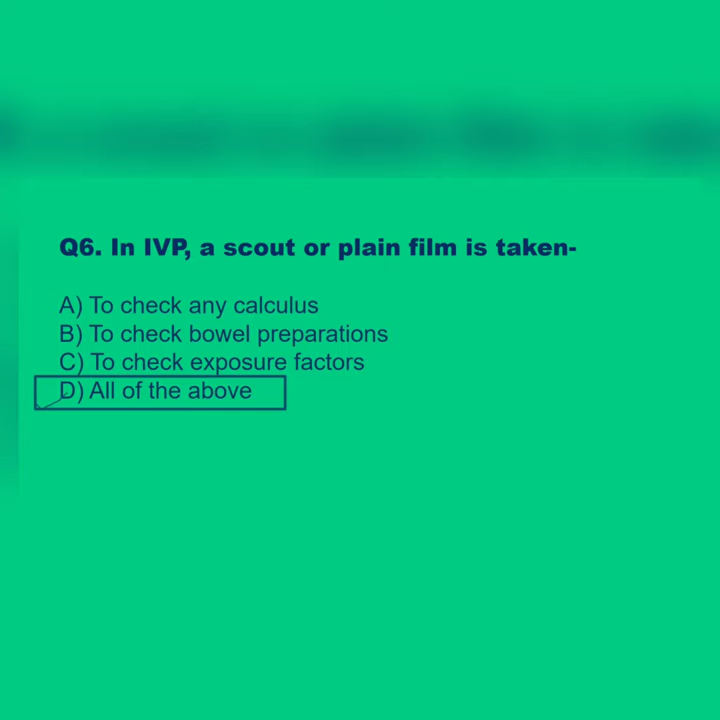 Q6. In IVP, a scout or plain film is taken-
A) To check any calculus
B) To check bowel preparations
C) To check exposure factors
D) All of the above